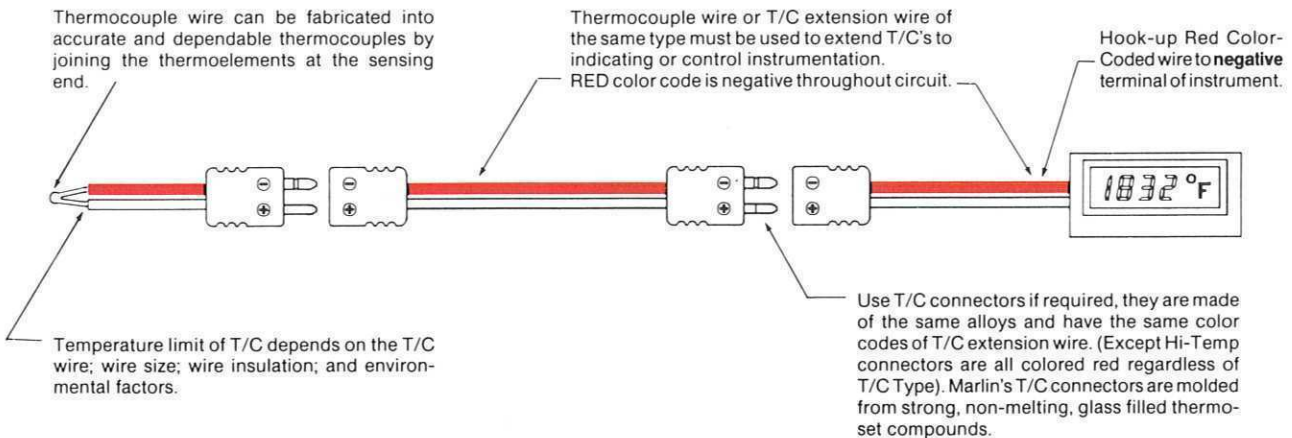 Thermocouple wire can be fabricated into
accurate and dependable thermocouples by
joining the thermoelements at the sensing
end.
Thermocouple wire or T/C extension wire of
the same type must be used to extend T/C's to
indicating or control instrumentation.
RED color code is negative throughout circuit.
Hook-up Red Color-
Coded wire to negative
terminal of instrument.
⊖ ⊖ ⊖ ⊖
⊕ ⊕ ⊕ ⊕
1832 °F
Temperature limit of T/C depends on the T/C
wire; wire size; wire insulation; and environ-
mental factors.
Use T/C connectors if required, they are made
of the same alloys and have the same color
codes of T/C extension wire. (Except Hi-Temp
connectors are all colored red regardless of
T/C Type). Marlin's T/C connectors are molded
from strong, non-melting, glass filled thermo-
set compounds.